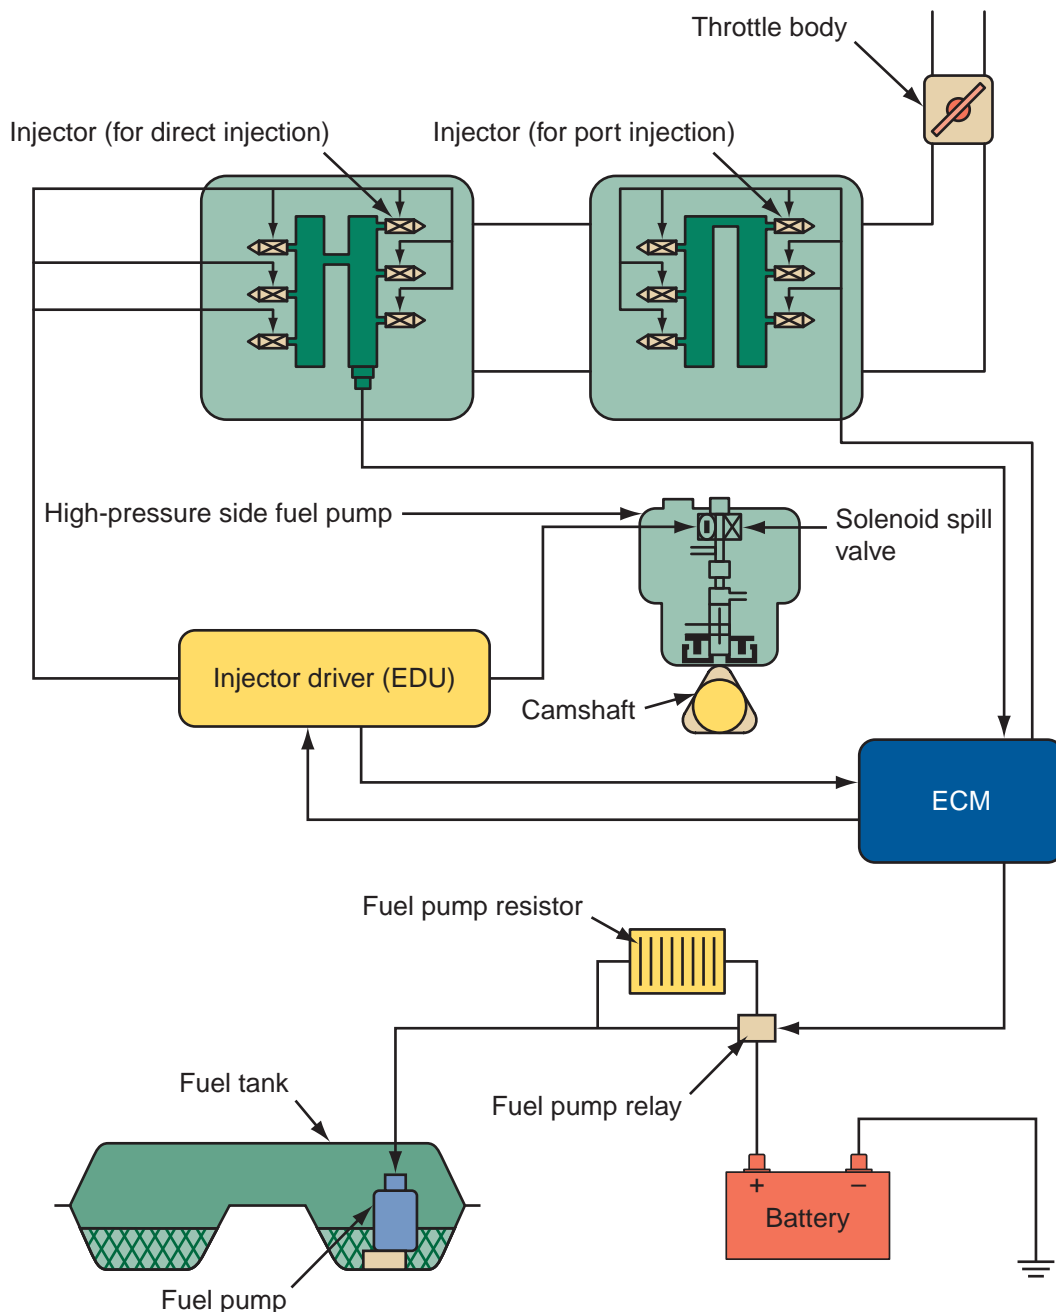 Throttle body
Injector (for direct injection)
Injector (for port injection)
High-pressure side fuel pump
Solenoid spill
valve
Injector driver (EDU)
Camshaft
ECM
Fuel pump resistor
Fuel tank
Fuel pump relay
+
−
Battery
Fuel pump